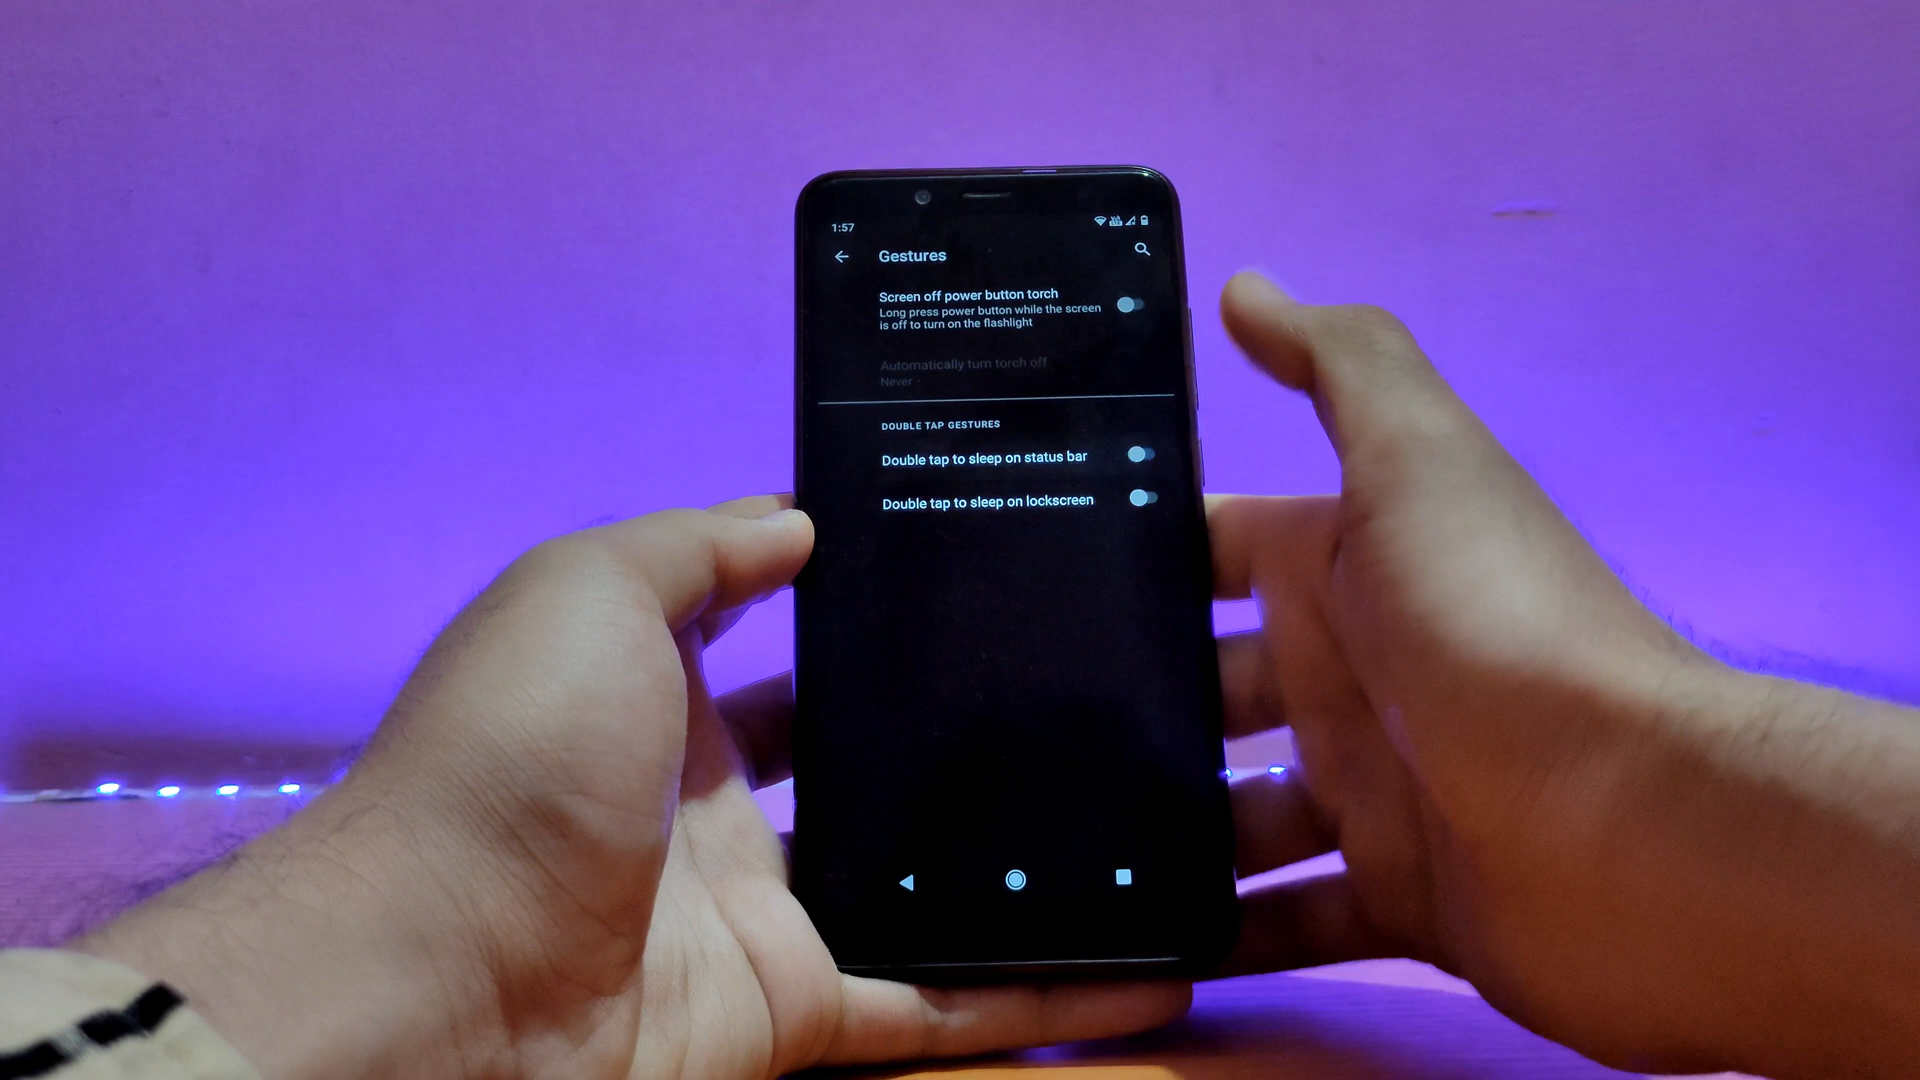 1:57
Gestures
Screen off power button torch
Long press power button while the screen
is off to turn on the flashlight
Automatically turn torch off
Never
DOUBLE TAP GESTURES
Double tap to sleep on status bar
Double tap to sleep on lockscreen